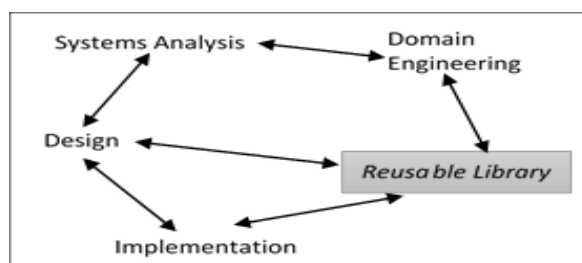 Systems Analysis
Domain
Engineering
Design
Reusable Library
Implementation